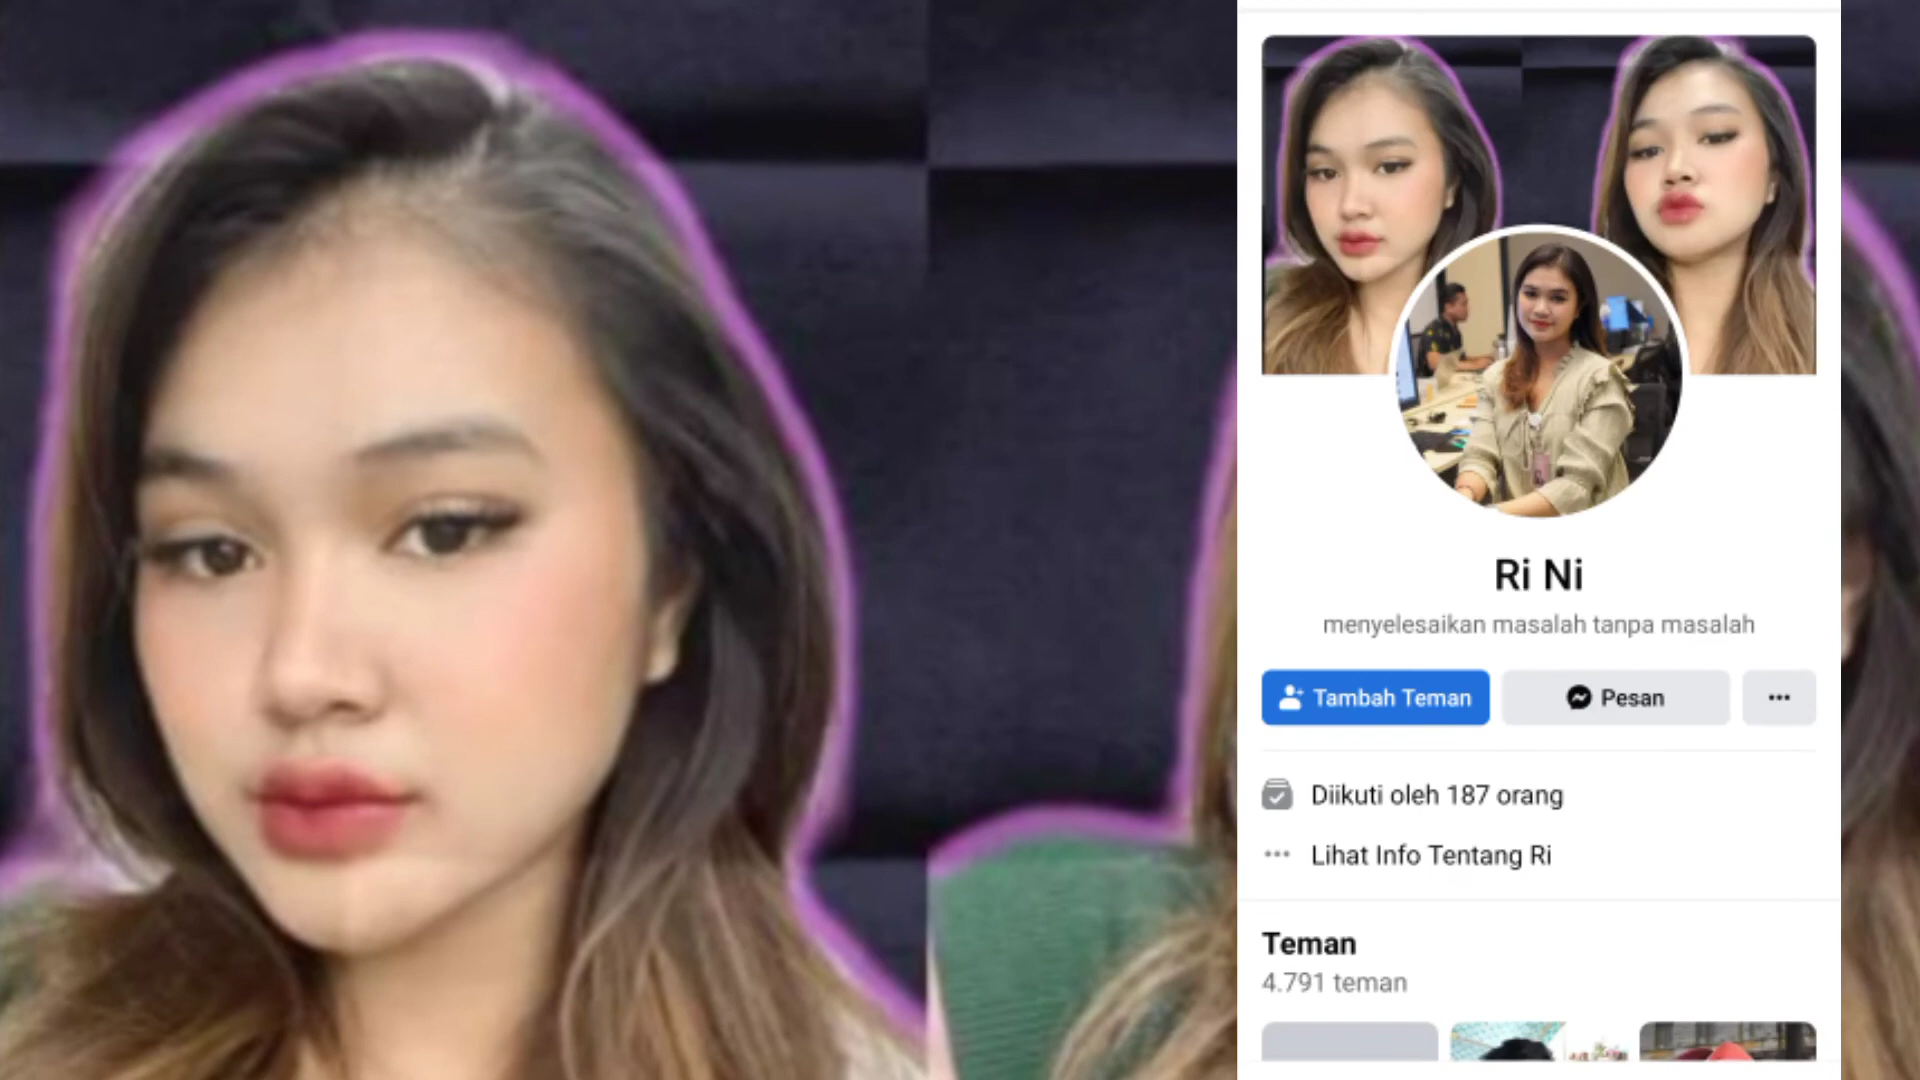 Ri Ni
menyelesaikan masalah tanpa masalah
Tambah Teman
Pesan
Diikuti oleh 187 orang
Lihat Info Tentang Ri
Teman
4.791 teman